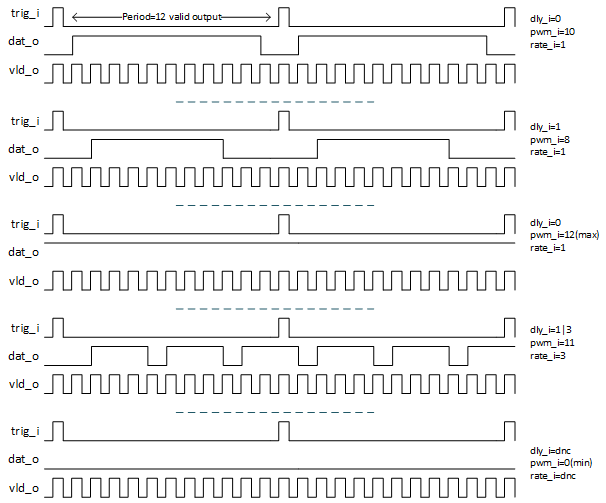 trig_i
Period=12 valid output
dly_i=0
pwm_i=10
rate_i=1
dat_o
vld_o
trig_i
dly_i=1
pwm_i=8
rate_i=1
dat_o
vld_o
trig_i
dly_i=0
pwm_i=12(max)
rate_i=1
dat_o
vld_o
trig_i
dly_i=1|3
pwm_i=11
rate_i=3
dat_o
vld_o
trig_i
dly_i=dnc
pwm_i=0(min)
rate_i=dnc
dat_o
vld_o